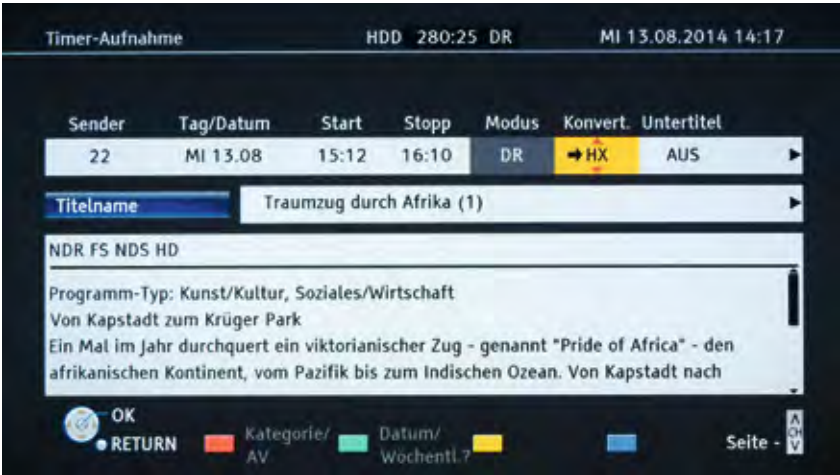 Timer-Aufnahme HDD 280:25 DR MI 13.08.2014 14:17
Sender Tag/Datum Start Stopp Modus Konvert. Untertitel
22 MI 13.08 15:12 16:10 DR ➔HX AUS
Titelname Traumzug durch Afrika (1)
NDR FS NDS HD
Programm-Typ: Kunst/Kultur, Soziales/Wirtschaft
Von Kapstadt zum Krüger Park
Ein Mal im Jahr durchquert ein viktorianischer Zug - genannt "Pride of Africa" - den
afrikanischen Kontinent, vom Pazifik bis zum Indischen Ozean. Von Kapstadt nach
OK
RETURN
Kategorie/
AV
Datum/
Wochentl.?
Seite -
CH